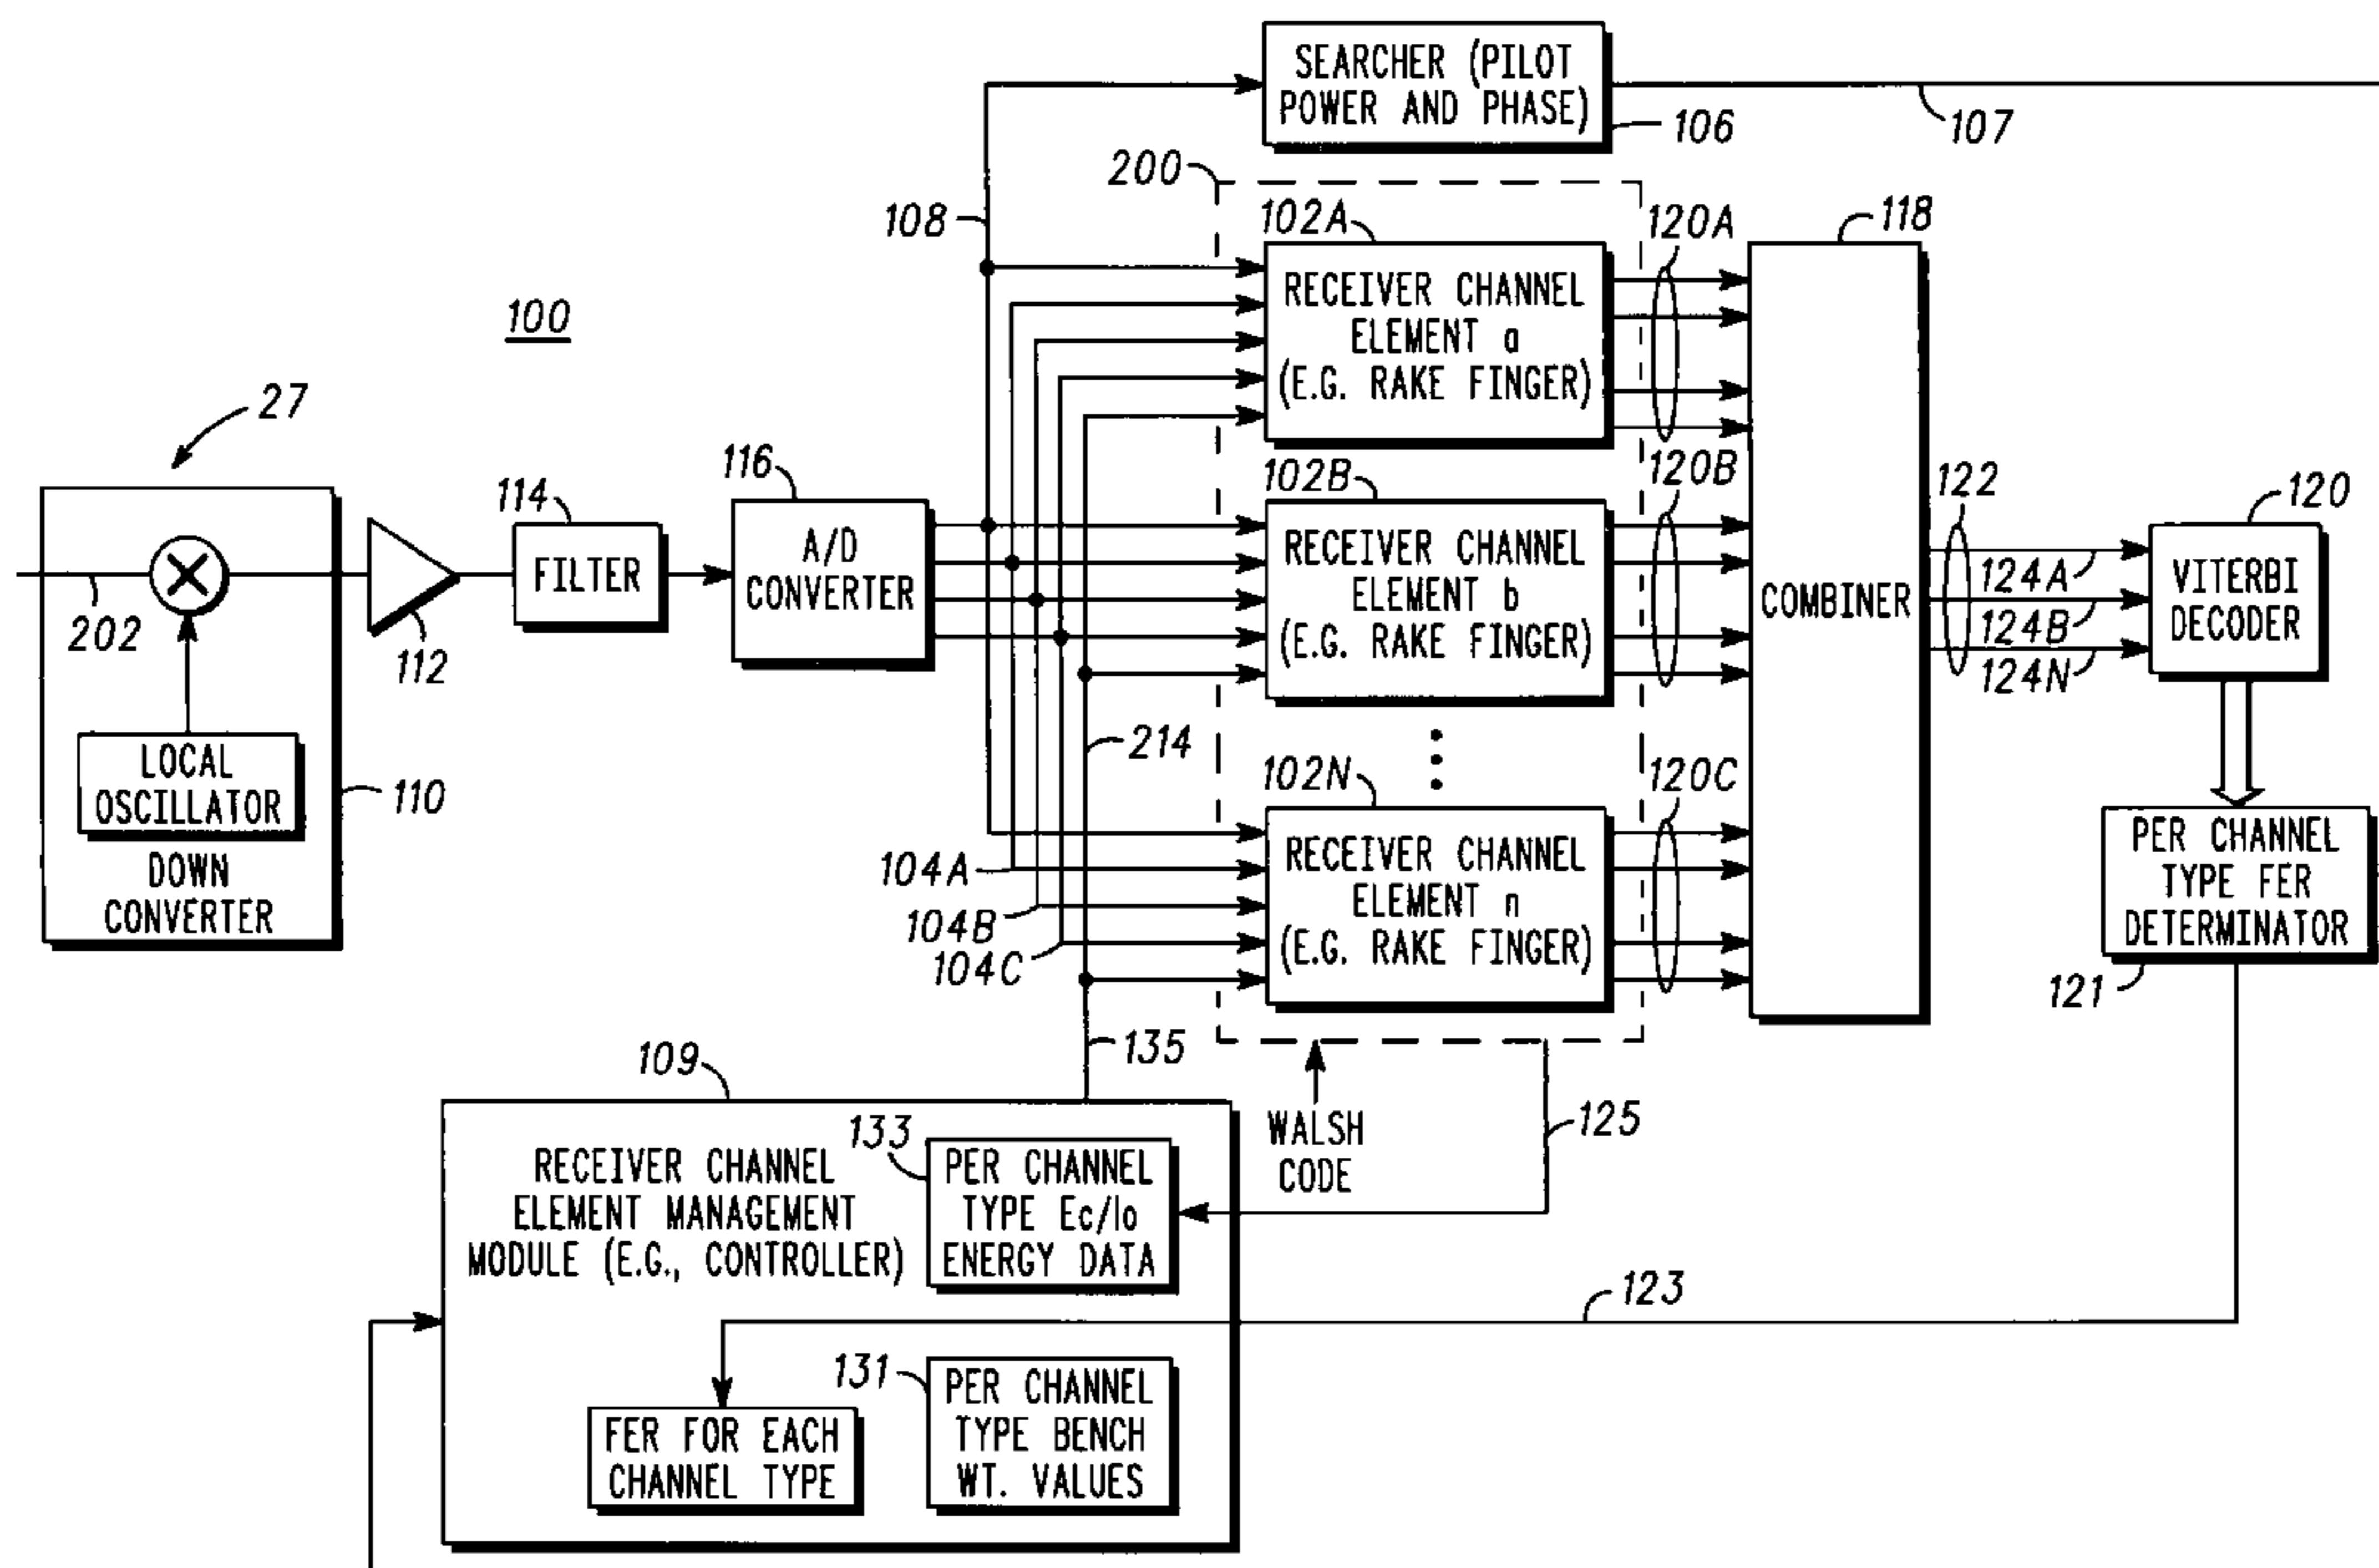 SEARCHER (PILOT
POWER AND PHASE)
106
107
200
108
102A
120A
118
RECEIVER CHANNEL
ELEMENT a
(E.G. RAKE FINGER)
100
27
116
114
102B
120B
122
120
A/D
CONVERTER
FILTER
RECEIVER CHANNEL
ELEMENT b
(E.G. RAKE FINGER)
COMBINER
124A
124B
124N
VITERBI
DECODER
202
112
LOCAL
OSCILLATOR
110
DOWN
CONVERTER
214
102N
120C
104A
104B
104C
RECEIVER CHANNEL
ELEMENT n
(E.G. RAKE FINGER)
PER CHANNEL
TYPE FER
DETERMINATOR
121
109
135
WALSH
CODE
125
133
RECEIVER CHANNEL
ELEMENT MANAGEMENT
MODULE (E.G., CONTROLLER)
PER CHANNEL
TYPE Ec/Io
ENERGY DATA
123
131
FER FOR EACH
CHANNEL TYPE
PER CHANNEL
TYPE BENCH
WT. VALUES